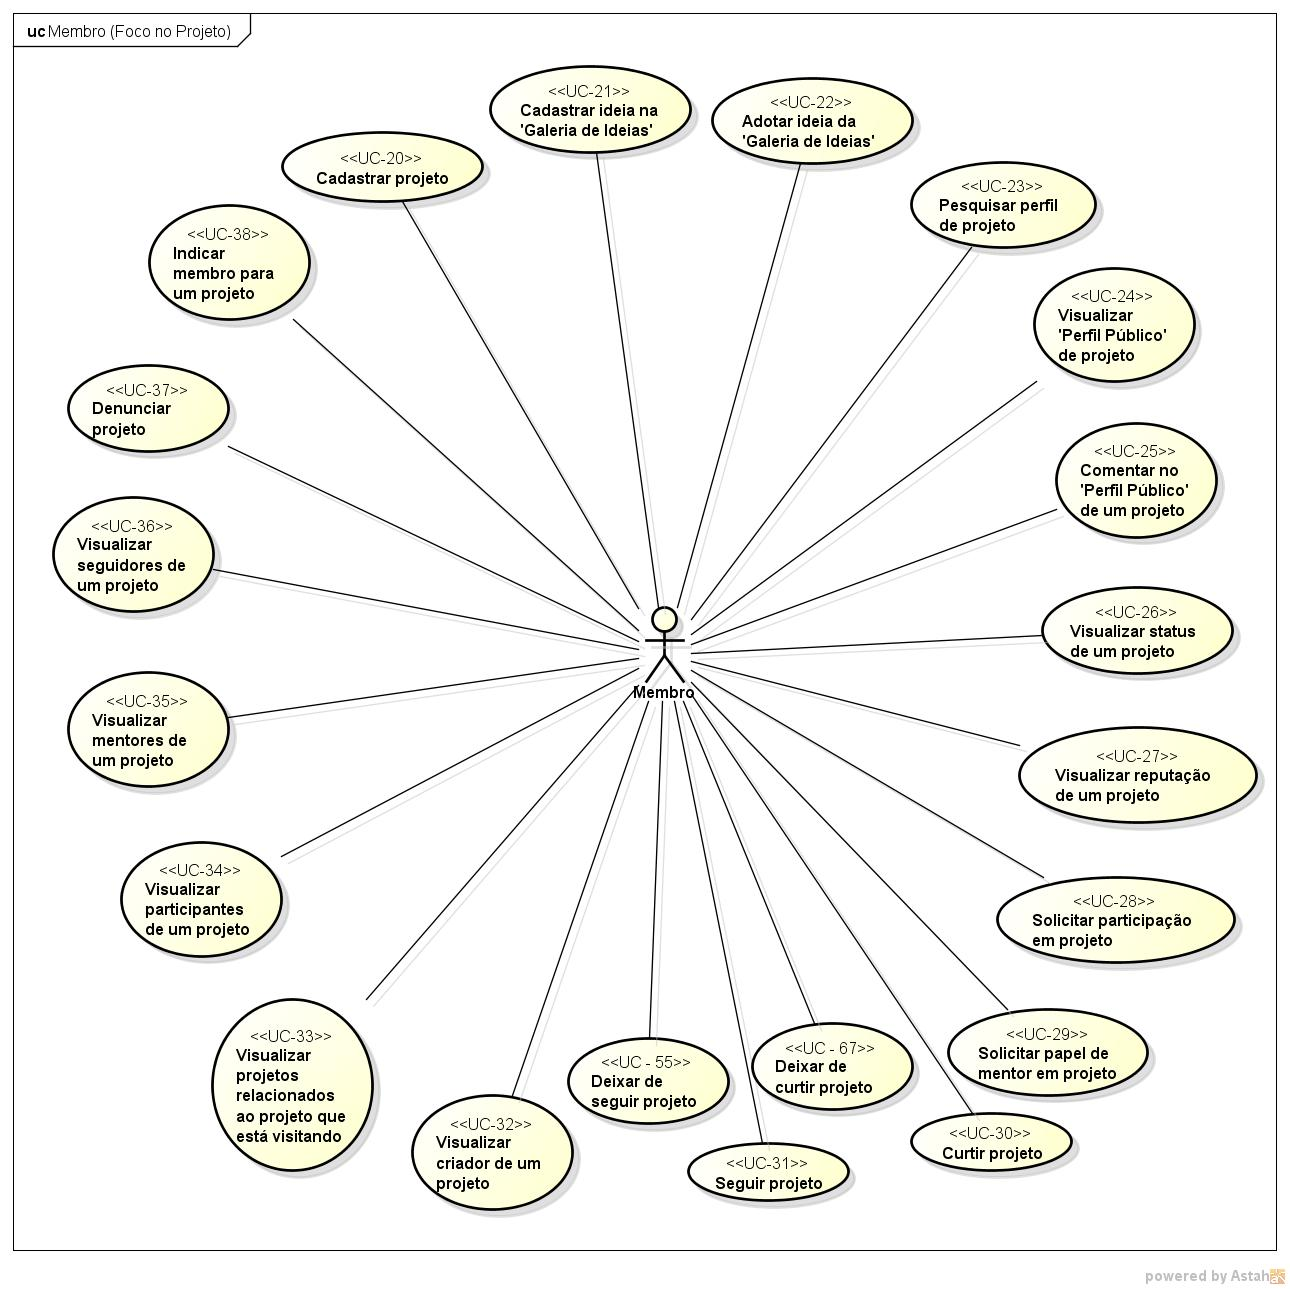 uc Membro (Foco no Projeto)
<<UC-21>>
Cadastrar ideia na
'Galeria de Ideias'
<<UC-22>>
Adotar ideia da
'Galeria de Ideias'
<<UC-20>>
Cadastrar projeto
<<UC-23>>
Pesquisar perfil
de projeto
<<UC-38>>
Indicar
membro para
um projeto
<<UC-24>>
Visualizar
'Perfil Público'
de projeto
<<UC-37>>
Denunciar
projeto
<<UC-25>>
Comentar no
'Perfil Público'
de um projeto
<<UC-36>>
Visualizar
seguidores de
um projeto
<<UC-26>>
Visualizar status
de um projeto
Membro
<<UC-35>>
Visualizar
mentores de
um projeto
<<UC-27>>
Visualizar reputação
de um projeto
<<UC-34>>
Visualizar
participantes
de um projeto
<<UC-28>>
Solicitar participação
em projeto
<<UC-33>>
Visualizar
projetos
relacionados
ao projeto que
está visitando
<<UC - 55>>
Deixar de
seguir projeto
<<UC - 67>>
Deixar de
curtir projeto
<<UC-29>>
Solicitar papel de
mentor em projeto
<<UC-32>>
Visualizar
criador de um
projeto
<<UC-31>>
Seguir projeto
<<UC-30>>
Curtir projeto
powered by Astah